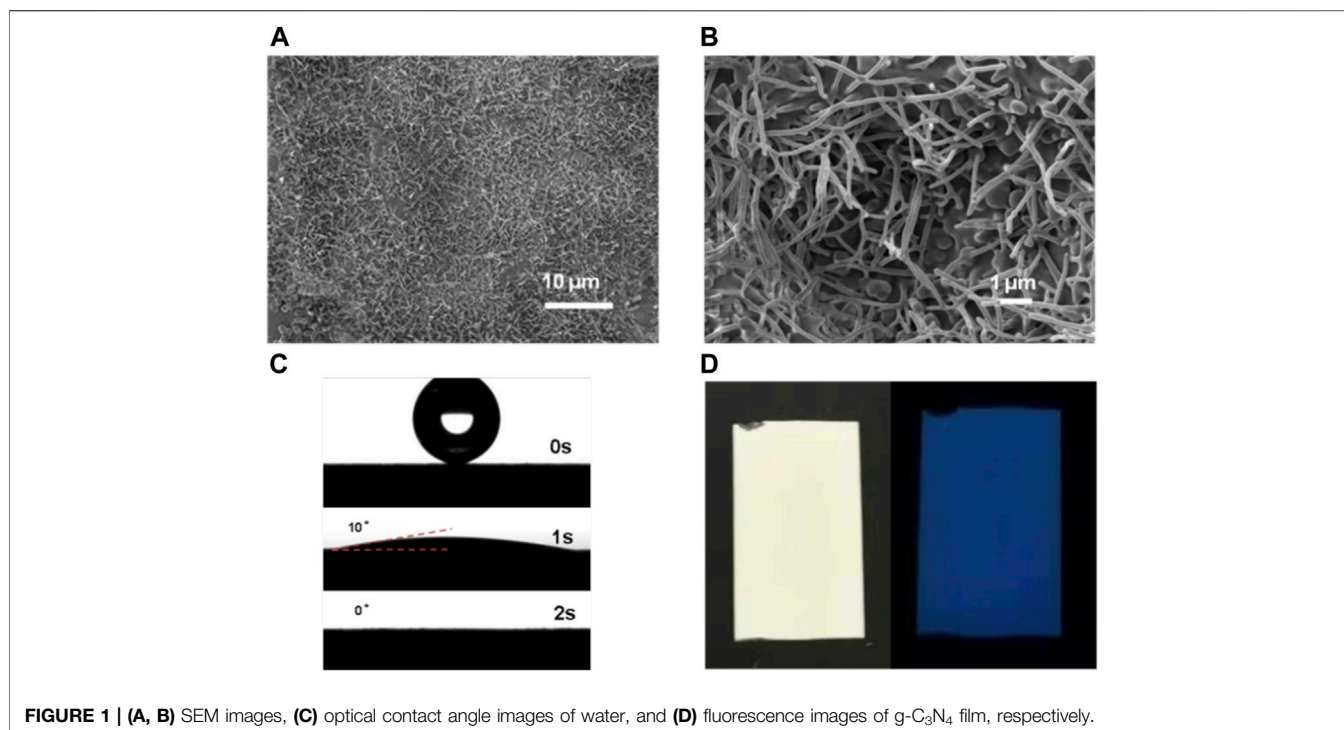 A
B
10 µm
1 µm
C
D
0s
10°
1s
0°
2s
FIGURE 1 | (A, B) SEM images, (C) optical contact angle images of water, and (D) fluorescence images of g-C₃N₄ film, respectively.